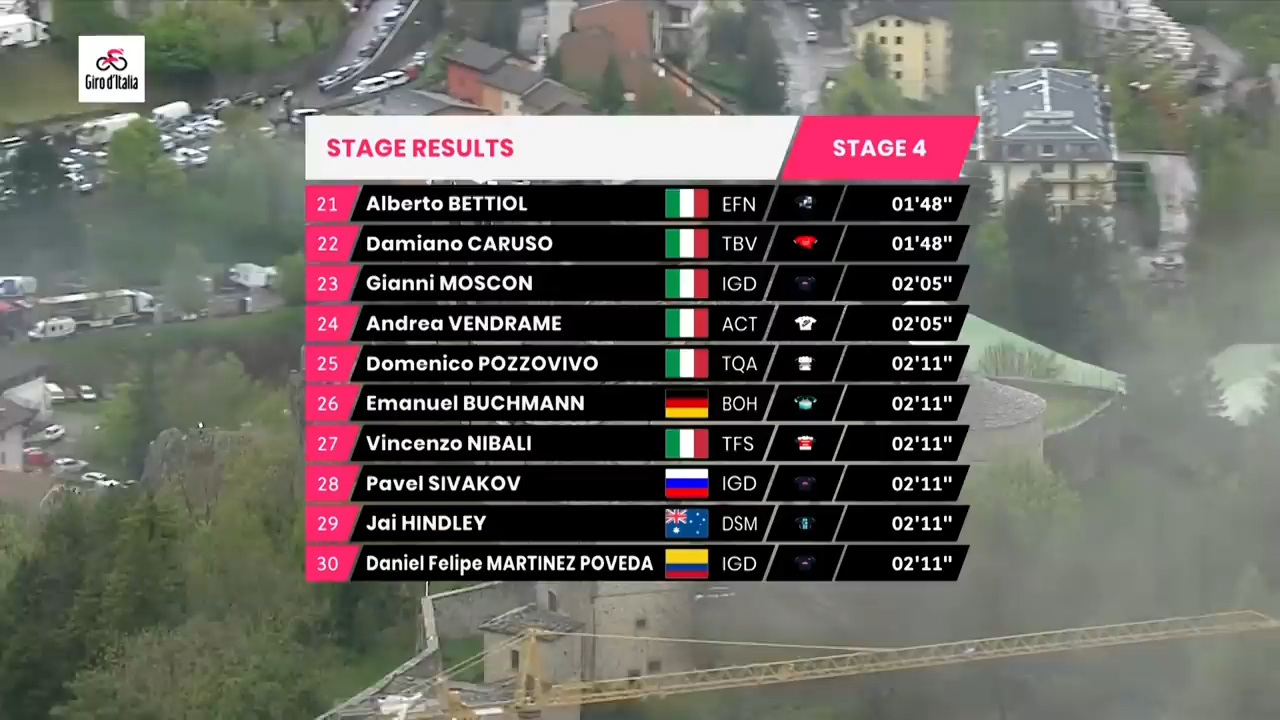 Giro d'Italia
STAGE RESULTS STAGE 4
21 Alberto BETTIOL EFN 01'48"
22 Damiano CARUSO TBV 01'48"
23 Gianni MOSCON IGD 02'05"
24 Andrea VENDRAME ACT 02'05"
25 Domenico POZZOVIVO TQA 02'11"
26 Emanuel BUCHMANN BOH 02'11"
27 Vincenzo NIBALI TFS 02'11"
28 Pavel SIVAKOV IGD 02'11"
29 Jai HINDLEY DSM 02'11"
30 Daniel Felipe MARTINEZ POVEDA IGD 02'11"